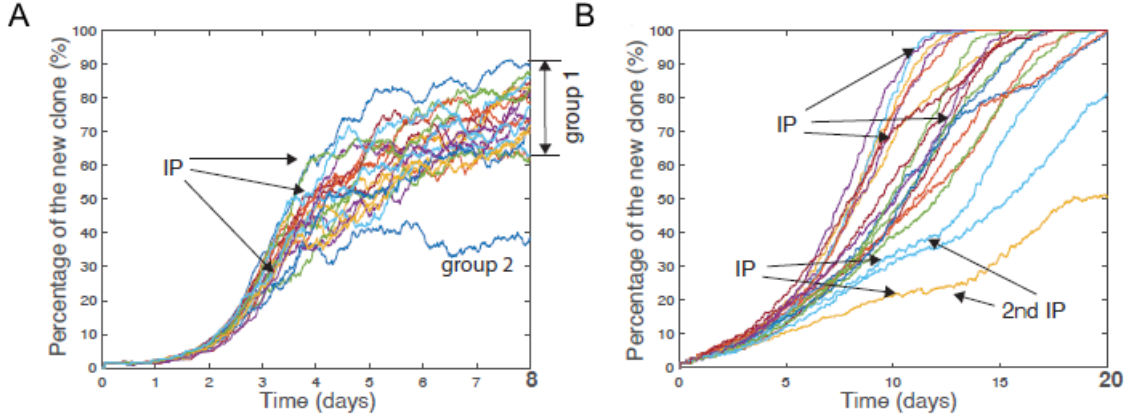 A
Percentage of the new clone (%)
100
90
80
70
60
50
40
30
20
10
0
IP
group 1
group 2
0 1 2 3 4 5 6 7 8
Time (days)
B
Percentage of the new clone (%)
100
90
80
70
60
50
40
30
20
10
0
IP
IP
2nd IP
0 5 10 15 20
Time (days)